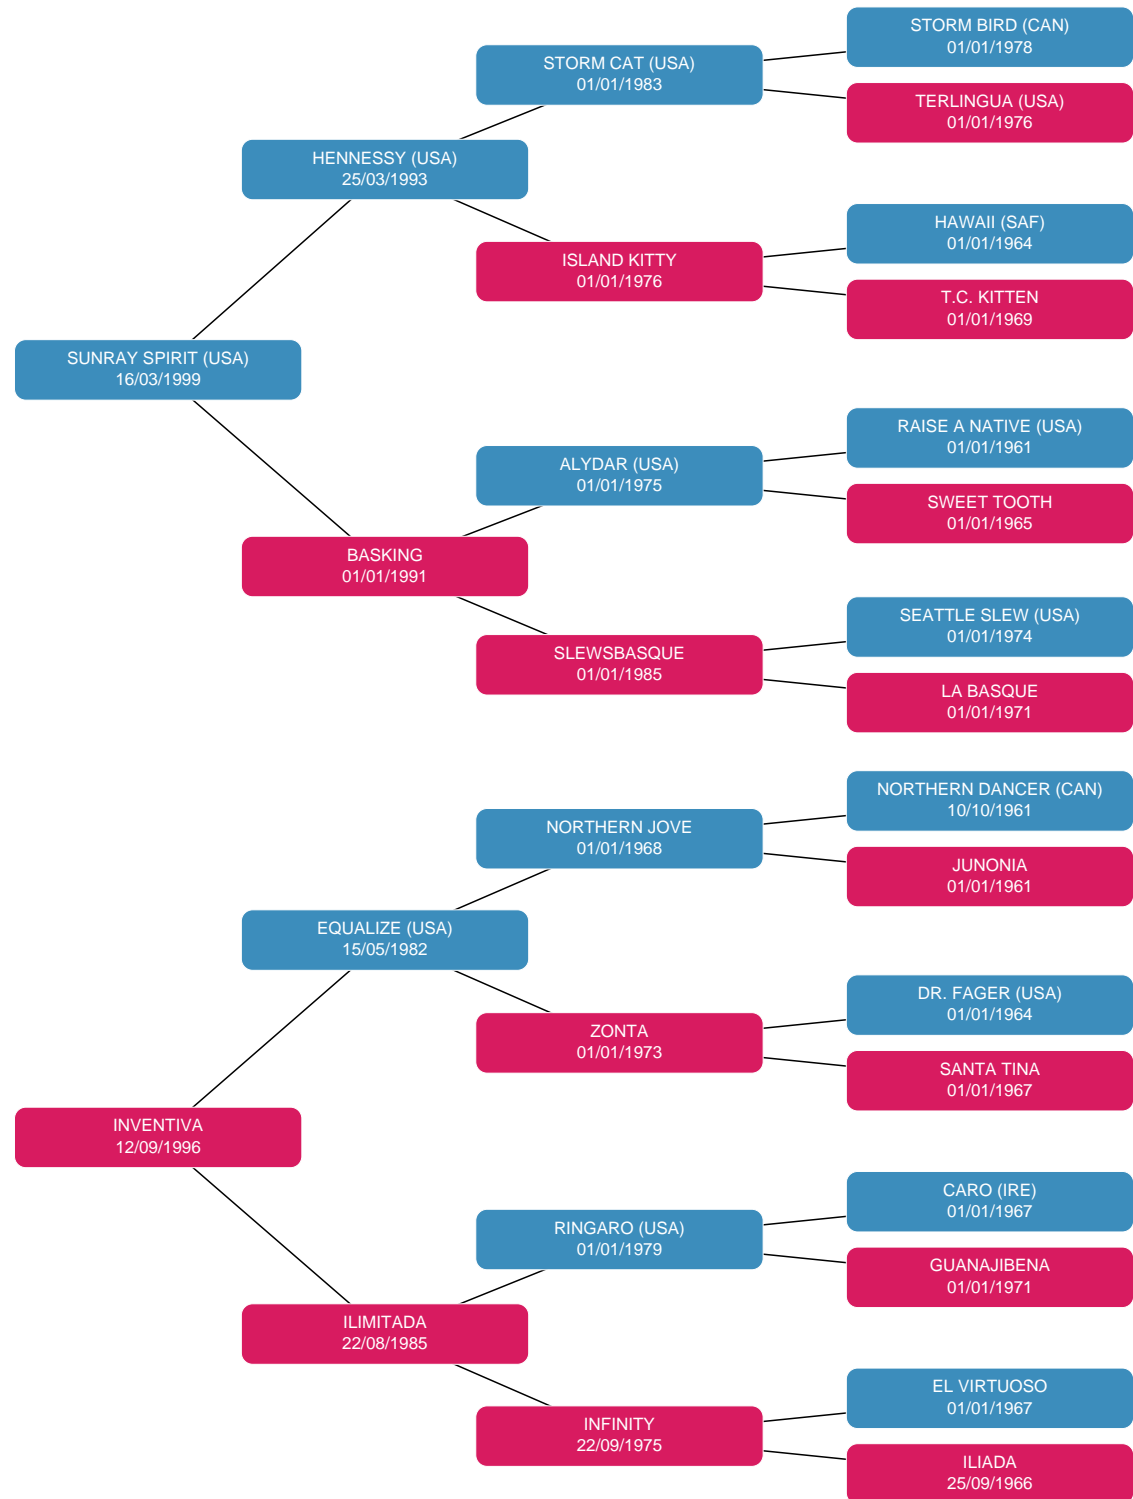 STORM BIRD (CAN)
01/01/1978
STORM CAT (USA)
01/01/1983
TERLINGUA (USA)
01/01/1976
HENNESSY (USA)
25/03/1993
HAWAII (SAF)
01/01/1964
ISLAND KITTY
01/01/1976
T.C. KITTEN
01/01/1969
SUNRAY SPIRIT (USA)
16/03/1999
RAISE A NATIVE (USA)
01/01/1961
ALYDAR (USA)
01/01/1975
SWEET TOOTH
01/01/1965
BASKING
01/01/1991
SEATTLE SLEW (USA)
01/01/1974
SLEWSBASQUE
01/01/1985
LA BASQUE
01/01/1971
NORTHERN DANCER (CAN)
10/10/1961
NORTHERN JOVE
01/01/1968
JUNONIA
01/01/1961
EQUALIZE (USA)
15/05/1982
DR. FAGER (USA)
01/01/1964
ZONTA
01/01/1973
SANTA TINA
01/01/1967
INVENTIVA
12/09/1996
CARO (IRE)
01/01/1967
RINGARO (USA)
01/01/1979
GUANAJIBENA
01/01/1971
ILIMITADA
22/08/1985
EL VIRTUOSO
01/01/1967
INFINITY
22/09/1975
ILIADA
25/09/1966